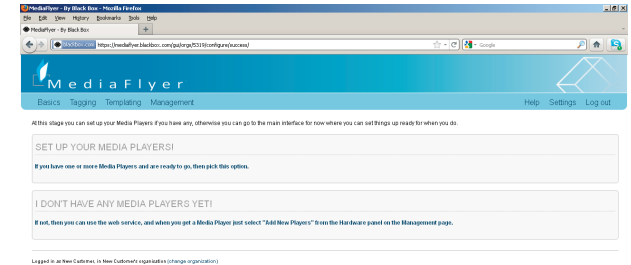 MediaFlyer - By Black Box - Mozilla Firefox
File Edit View History Bookmarks Tools Help
MediaFlyer - By Black Box +
blackbox.com https://mediaflyer.blackbox.com/gui/orgs/5319/configure/success/ Google
MediaFlyer
Basics Tagging Templating Management Help Settings Log out
At this stage you can set up your Media Players if you have any, otherwise you can go to the main interface for now where you can set things up ready for when you do.
SET UP YOUR MEDIA PLAYERS!
If you have one or more Media Players and are ready to go, then pick this option.
I DON'T HAVE ANY MEDIA PLAYERS YET!
If not, then you can use the web service, and when you get a Media Player just select "Add New Players" from the Hardware panel on the Management page.
Logged in as New Customer, in New Customer's organisation (change organization)